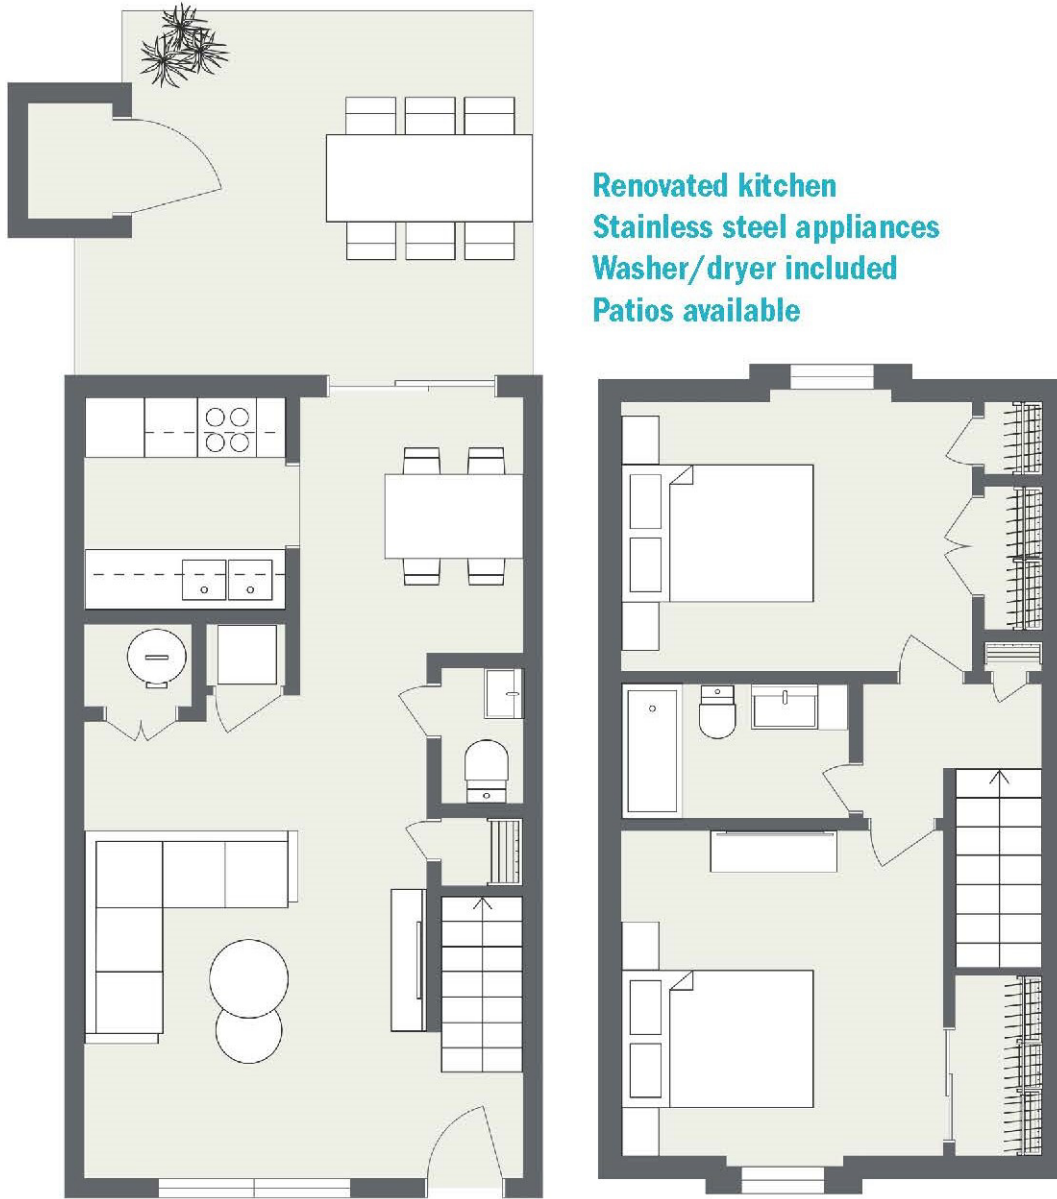 Renovated kitchen
Stainless steel appliances
Washer/dryer included
Patios available